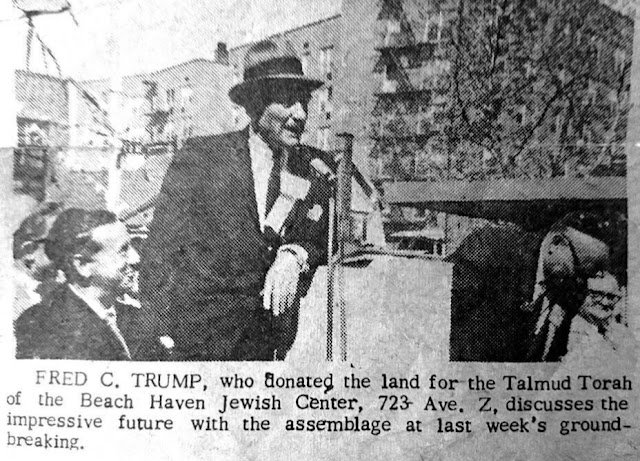 FRED C. TRUMP, who donated the land for the Talmud Torah
of the Beach Haven Jewish Center, 723 Ave. Z, discusses the
impressive future with the assemblage at last week's ground-
breaking.